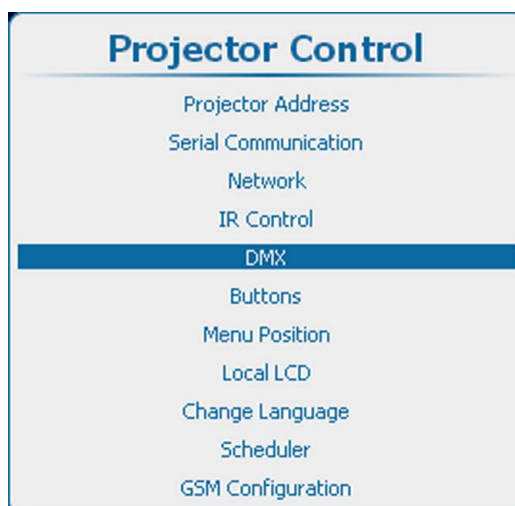 Projector Control
Projector Address
Serial Communication
Network
IR Control
DMX
Buttons
Menu Position
Local LCD
Change Language
Scheduler
GSM Configuration